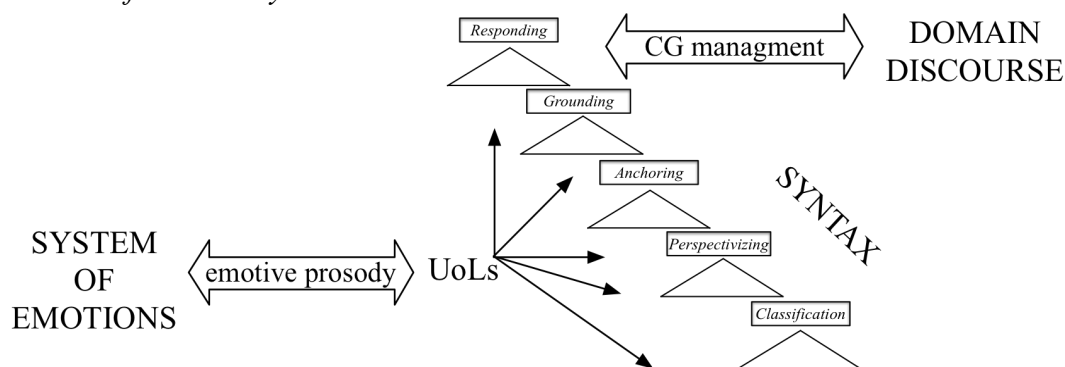 Responding
CG managment
DOMAIN
DISCOURSE
Grounding
Anchoring
SYNTAX
Perspectivizing
SYSTEM
OF
EMOTIONS
emotive prosody
UoLs
Classification